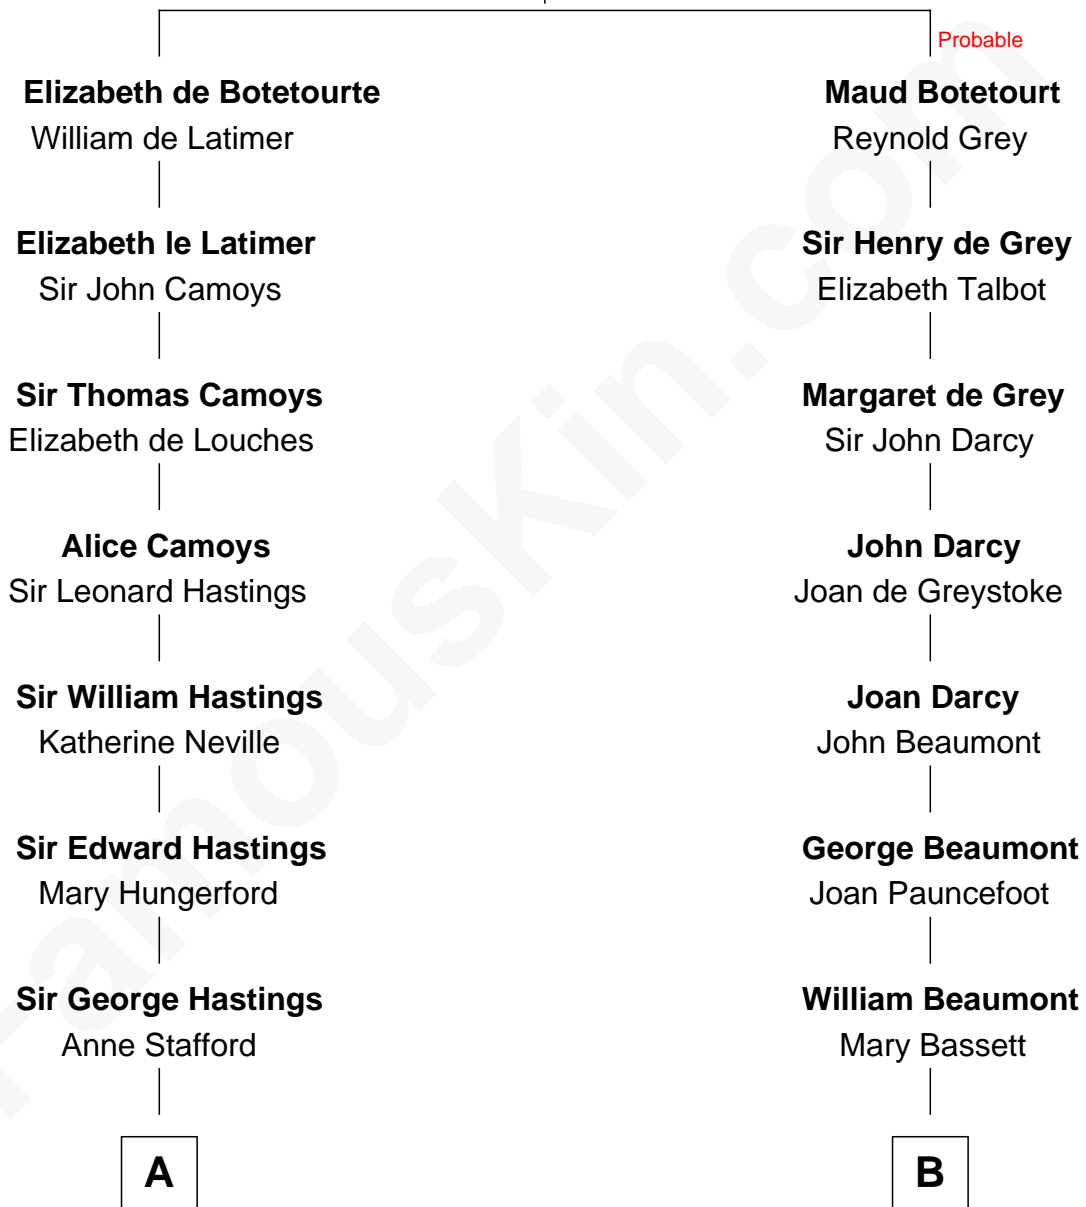 Probable
Elizabeth de Botetourte
William de Latimer
Maud Botetourt
Reynold Grey
Elizabeth le Latimer
Sir John Camoys
Sir Henry de Grey
Elizabeth Talbot
Sir Thomas Camoys
Elizabeth de Louches
Margaret de Grey
Sir John Darcy
Alice Camoys
Sir Leonard Hastings
John Darcy
Joan de Greystoke
Sir William Hastings
Katherine Neville
Joan Darcy
John Beaumont
Sir Edward Hastings
Mary Hungerford
George Beaumont
Joan Pauncefoot
Sir George Hastings
Anne Stafford
William Beaumont
Mary Bassett
A
B
FamousKin.com